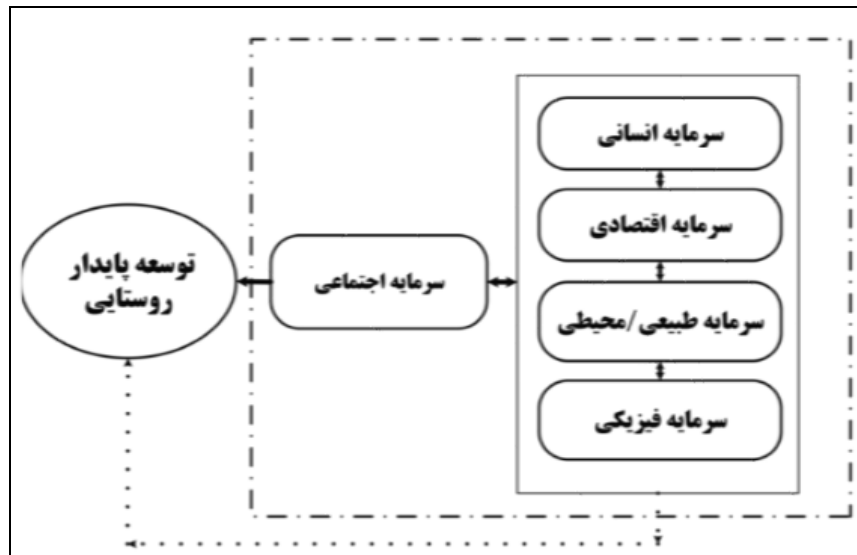 سرمایه انسانی
سرمایه اقتصادی
سرمایه طبیعی/محیطی
سرمایه فیزیکی
سرمایه اجتماعی
توسعه پایدار
روستایی